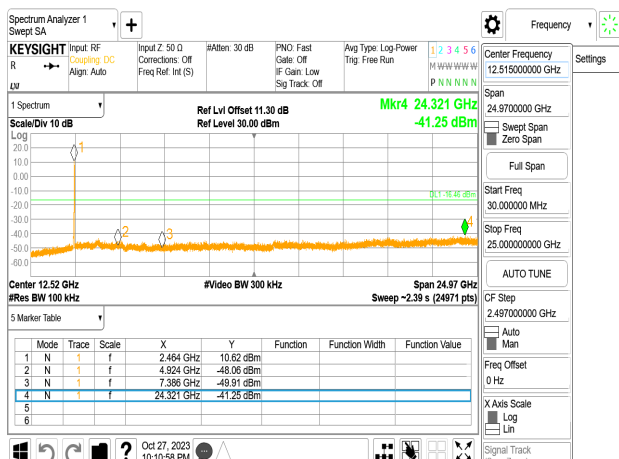 Spectrum Analyzer 1
Swept SA
+
Frequency
KEYSIGHT
R
Input: RF
Coupling: DC
Align: Auto
Input Z: 50 Ω
Corrections: Off
Freq Ref: Int (S)
#Atten: 30 dB
PNO: Fast
Gate: Off
IF Gain: Low
Sig Track: Off
Avg Type: Log-Power
Trig: Free Run
1 2 3 4 5 6
M W W W W W
P N N N N N
1 Spectrum
Scale/Div 10 dB
Ref Lvl Offset 11.30 dB
Ref Level 30.00 dBm
Mkr4 24.321 GHz
-41.25 dBm
Log
20.0
10.0
0.00
-10.0
-20.0
-30.0
-40.0
-50.0
-60.0
1
2
3
4
DL1 -19.46 dBm
Center 12.52 GHz
#Res BW 100 kHz
#Video BW 300 kHz
Span 24.97 GHz
Sweep ~2.39 s (24971 pts)
5 Marker Table
Mode Trace Scale X Y Function Function Width Function Value
1 N 1 f 2.464 GHz 10.62 dBm
2 N 1 f 4.924 GHz -48.06 dBm
3 N 1 f 7.386 GHz -49.91 dBm
4 N 1 f 24.321 GHz -41.25 dBm
5
6
?
Oct 27, 2023
10:10:58 PM
Center Frequency
12.515000000 GHz
Settings
Span
24.9700000 GHz
Swept Span
Zero Span
Full Span
Start Freq
30.000000 MHz
Stop Freq
25.000000000 GHz
AUTO TUNE
CF Step
2.497000000 GHz
Auto
Man
Freq Offset
0 Hz
X Axis Scale
Log
Lin
Signal Track